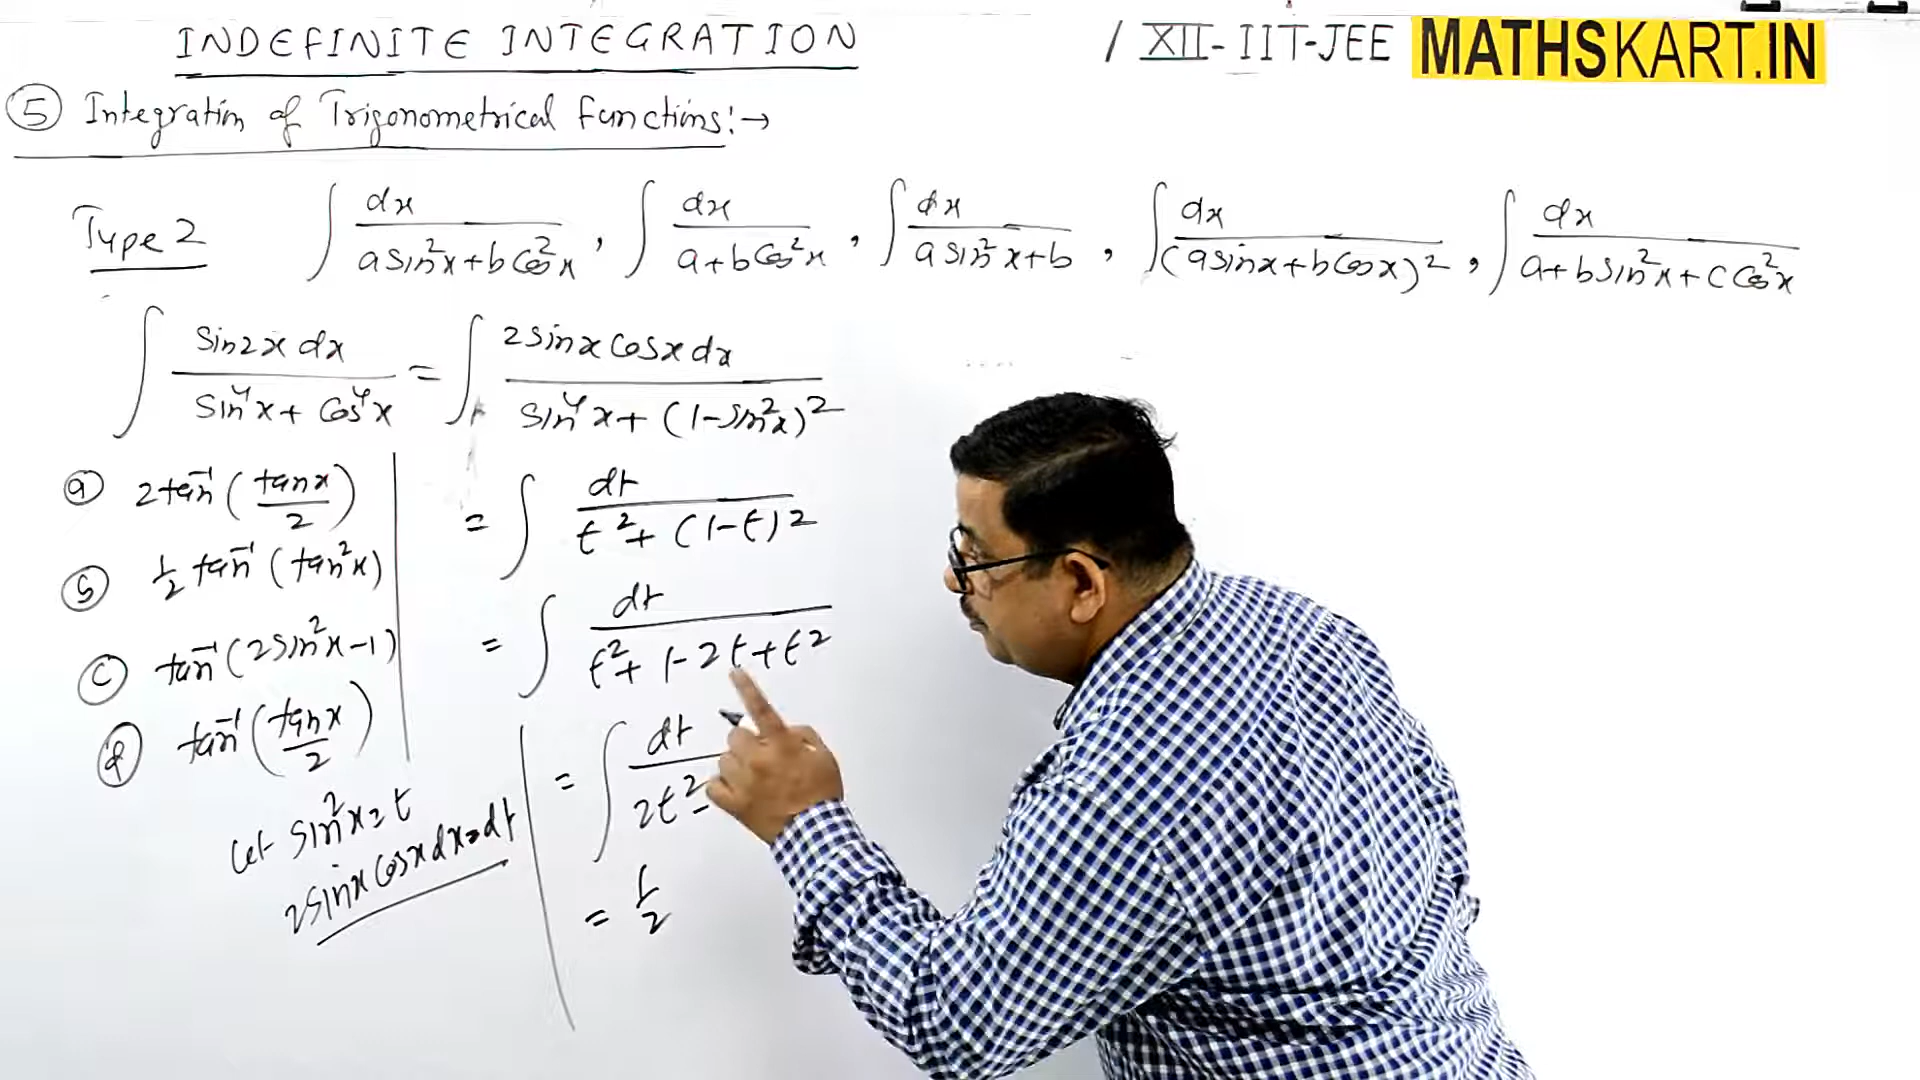 INDEFINITE INTEGRATION / XII-IIT-JEE MATHSKART.IN
⑤ Integration of Trigonometrical Functions:→
Type 2 ∫ dx/(a sin²x + b cos²x) , ∫ dx/(a + b cos²x) , ∫ dx/(a sin²x + b) , ∫ dx/(a sinx + b cosx)² , ∫ dx/(a + b sin²x + c cos²x)
∫ sin2x dx/(sin⁴x + cos⁴x) = ∫ 2sinx cosx dx/(sin⁴x + (1-sin²x)²)
ⓐ 2tan⁻¹(tanx/2)
ⓑ 1/2 tan⁻¹(tan²x)
ⓒ tan⁻¹(2sin²x-1)
ⓓ tan⁻¹(tanx/2)
Let sin²x = t
2sinx cosx dx = dt
= ∫ dt/(t² + (1-t)²)
= ∫ dt/(t² + 1-2t+t²)
= ∫ dt/(2t²-
= 1/2